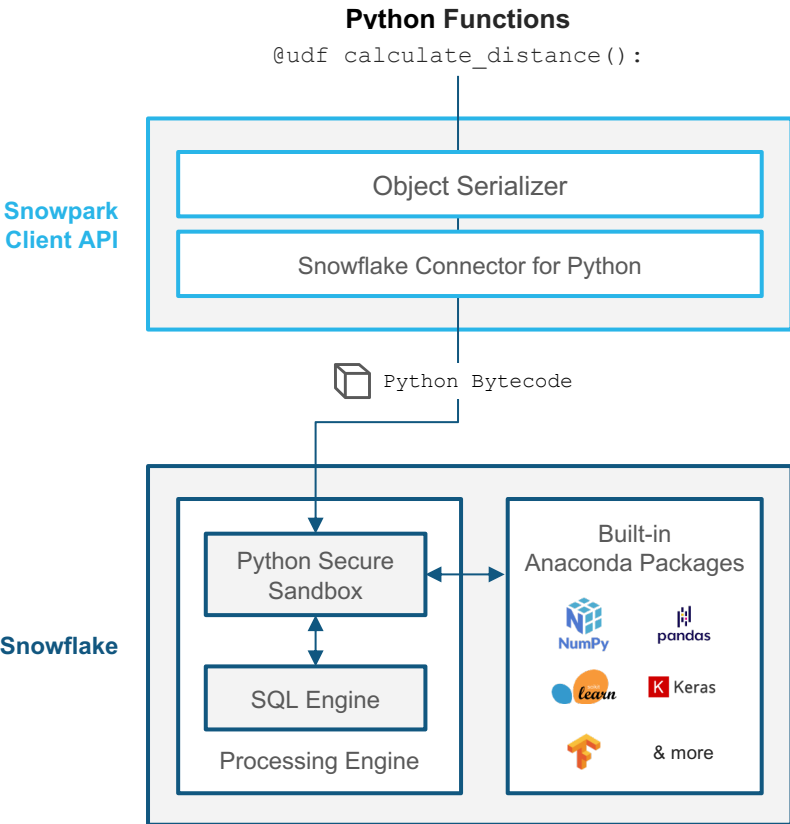 Python Functions
@udf calculate_distance():
Snowpark
Client API
Object Serializer
Snowflake Connector for Python
Python Bytecode
Snowflake
Python Secure
Sandbox
SQL Engine
Processing Engine
Built-in
Anaconda Packages
NumPy
pandas
learn
K Keras
& more